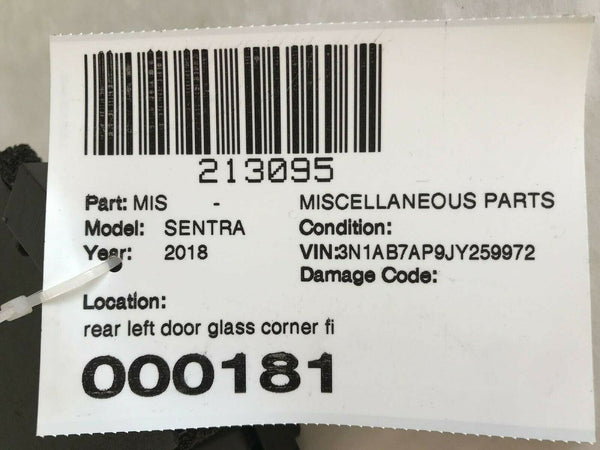 213095
Part: MIS - MISCELLANEOUS PARTS
Model: SENTRA Condition:
Year: 2018 VIN:3N1AB7AP9JY259972
Damage Code:
Location:
rear left door glass corner fi
000181